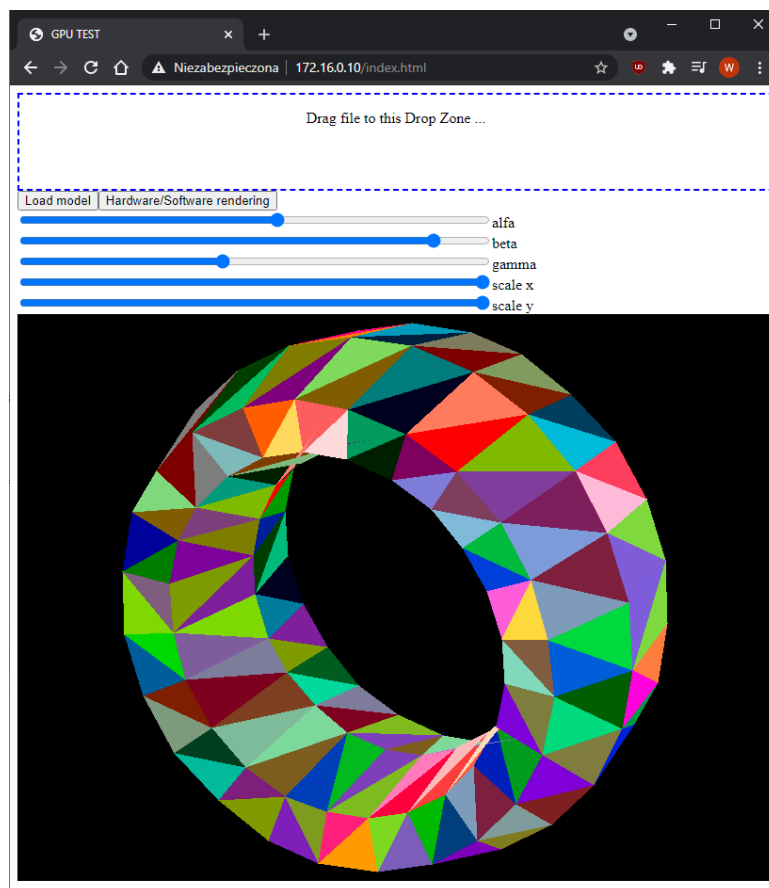 GPU TEST
Niezabezpieczona 172.16.0.10/index.html
W
Drag file to this Drop Zone ...
Load model Hardware/Software rendering
alfa
beta
gamma
scale x
scale y